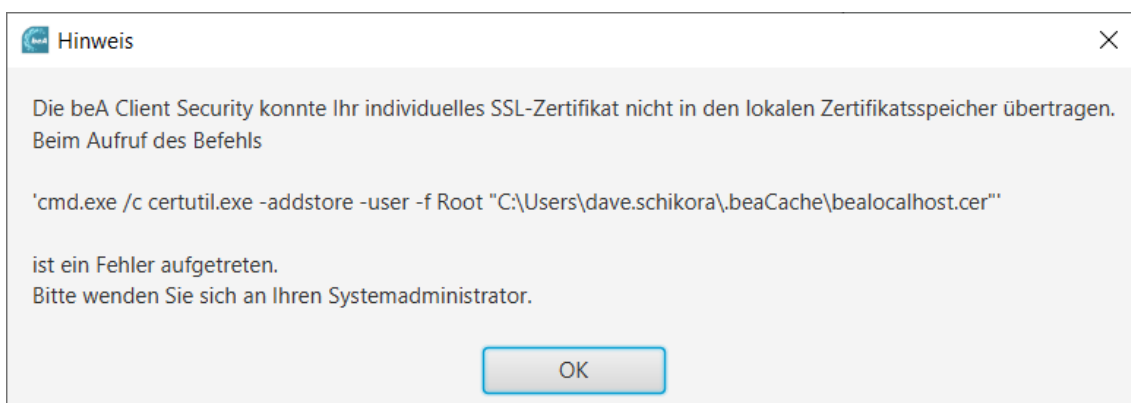 beA Hinweis
Die beA Client Security konnte Ihr individuelles SSL-Zertifikat nicht in den lokalen Zertifikatsspeicher übertragen.
Beim Aufruf des Befehls
'cmd.exe /c certutil.exe -addstore -user -f Root "C:\Users\dave.schikora\.beaCache\bealocalhost.cer"'
ist ein Fehler aufgetreten.
Bitte wenden Sie sich an Ihren Systemadministrator.
OK